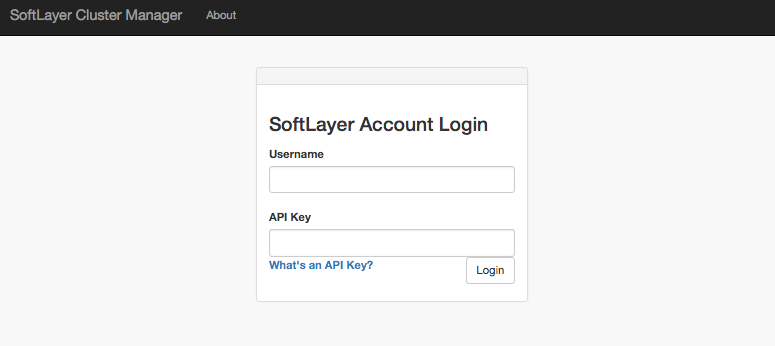 SoftLayer Cluster Manager About
SoftLayer Account Login
Username
API Key
What's an API Key? Login